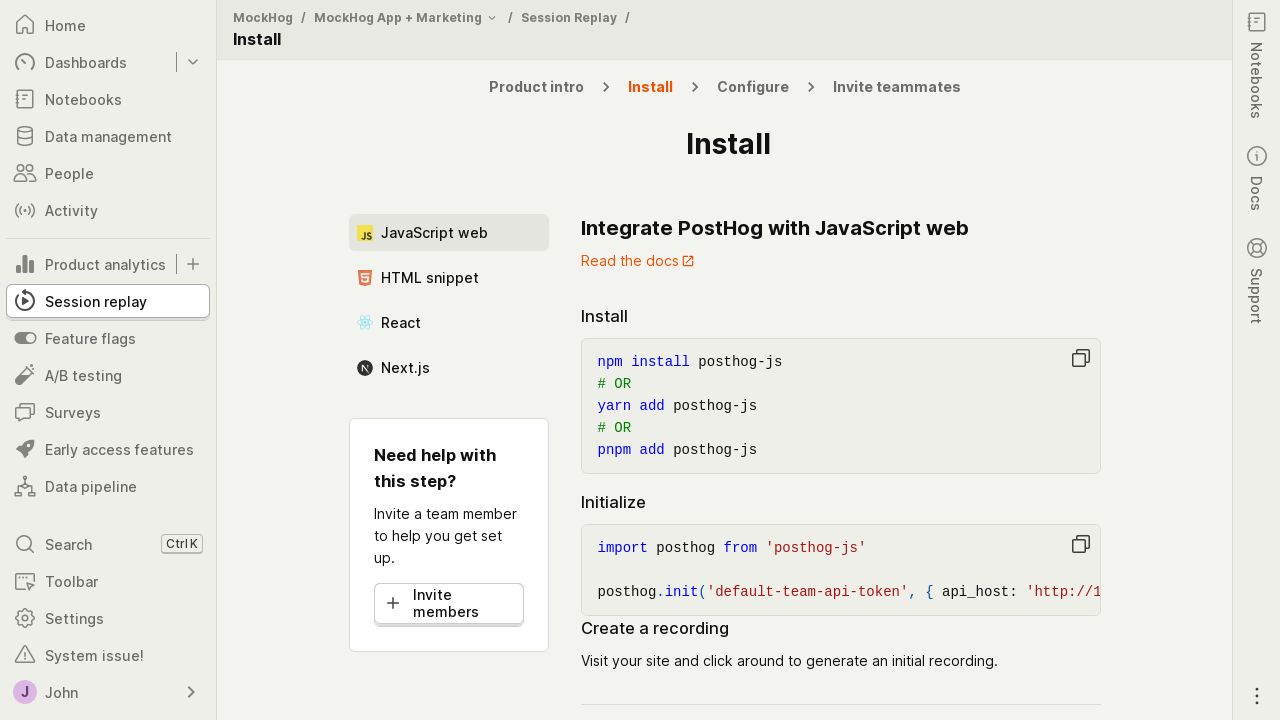 Home
Dashboards
Notebooks
Data management
People
Activity
Product analytics
Session replay
Feature flags
A/B testing
Surveys
Early access features
Data pipeline
Search Ctrl K
Toolbar
Settings
System issue!
J John
MockHog / MockHog App + Marketing / Session Replay /
Install
Product intro Install Configure Invite teammates
Install
JS JavaScript web
HTML snippet
React
Next.js
Need help with
this step?
Invite a team member
to help you get set
up.
Invite
members
Integrate PostHog with JavaScript web
Read the docs
Install
npm install posthog-js
# OR
yarn add posthog-js
# OR
pnpm add posthog-js
Initialize
import posthog from 'posthog-js'
posthog.init('default-team-api-token', { api_host: 'http://1
Create a recording
Visit your site and click around to generate an initial recording.
Notebooks
Docs
Support